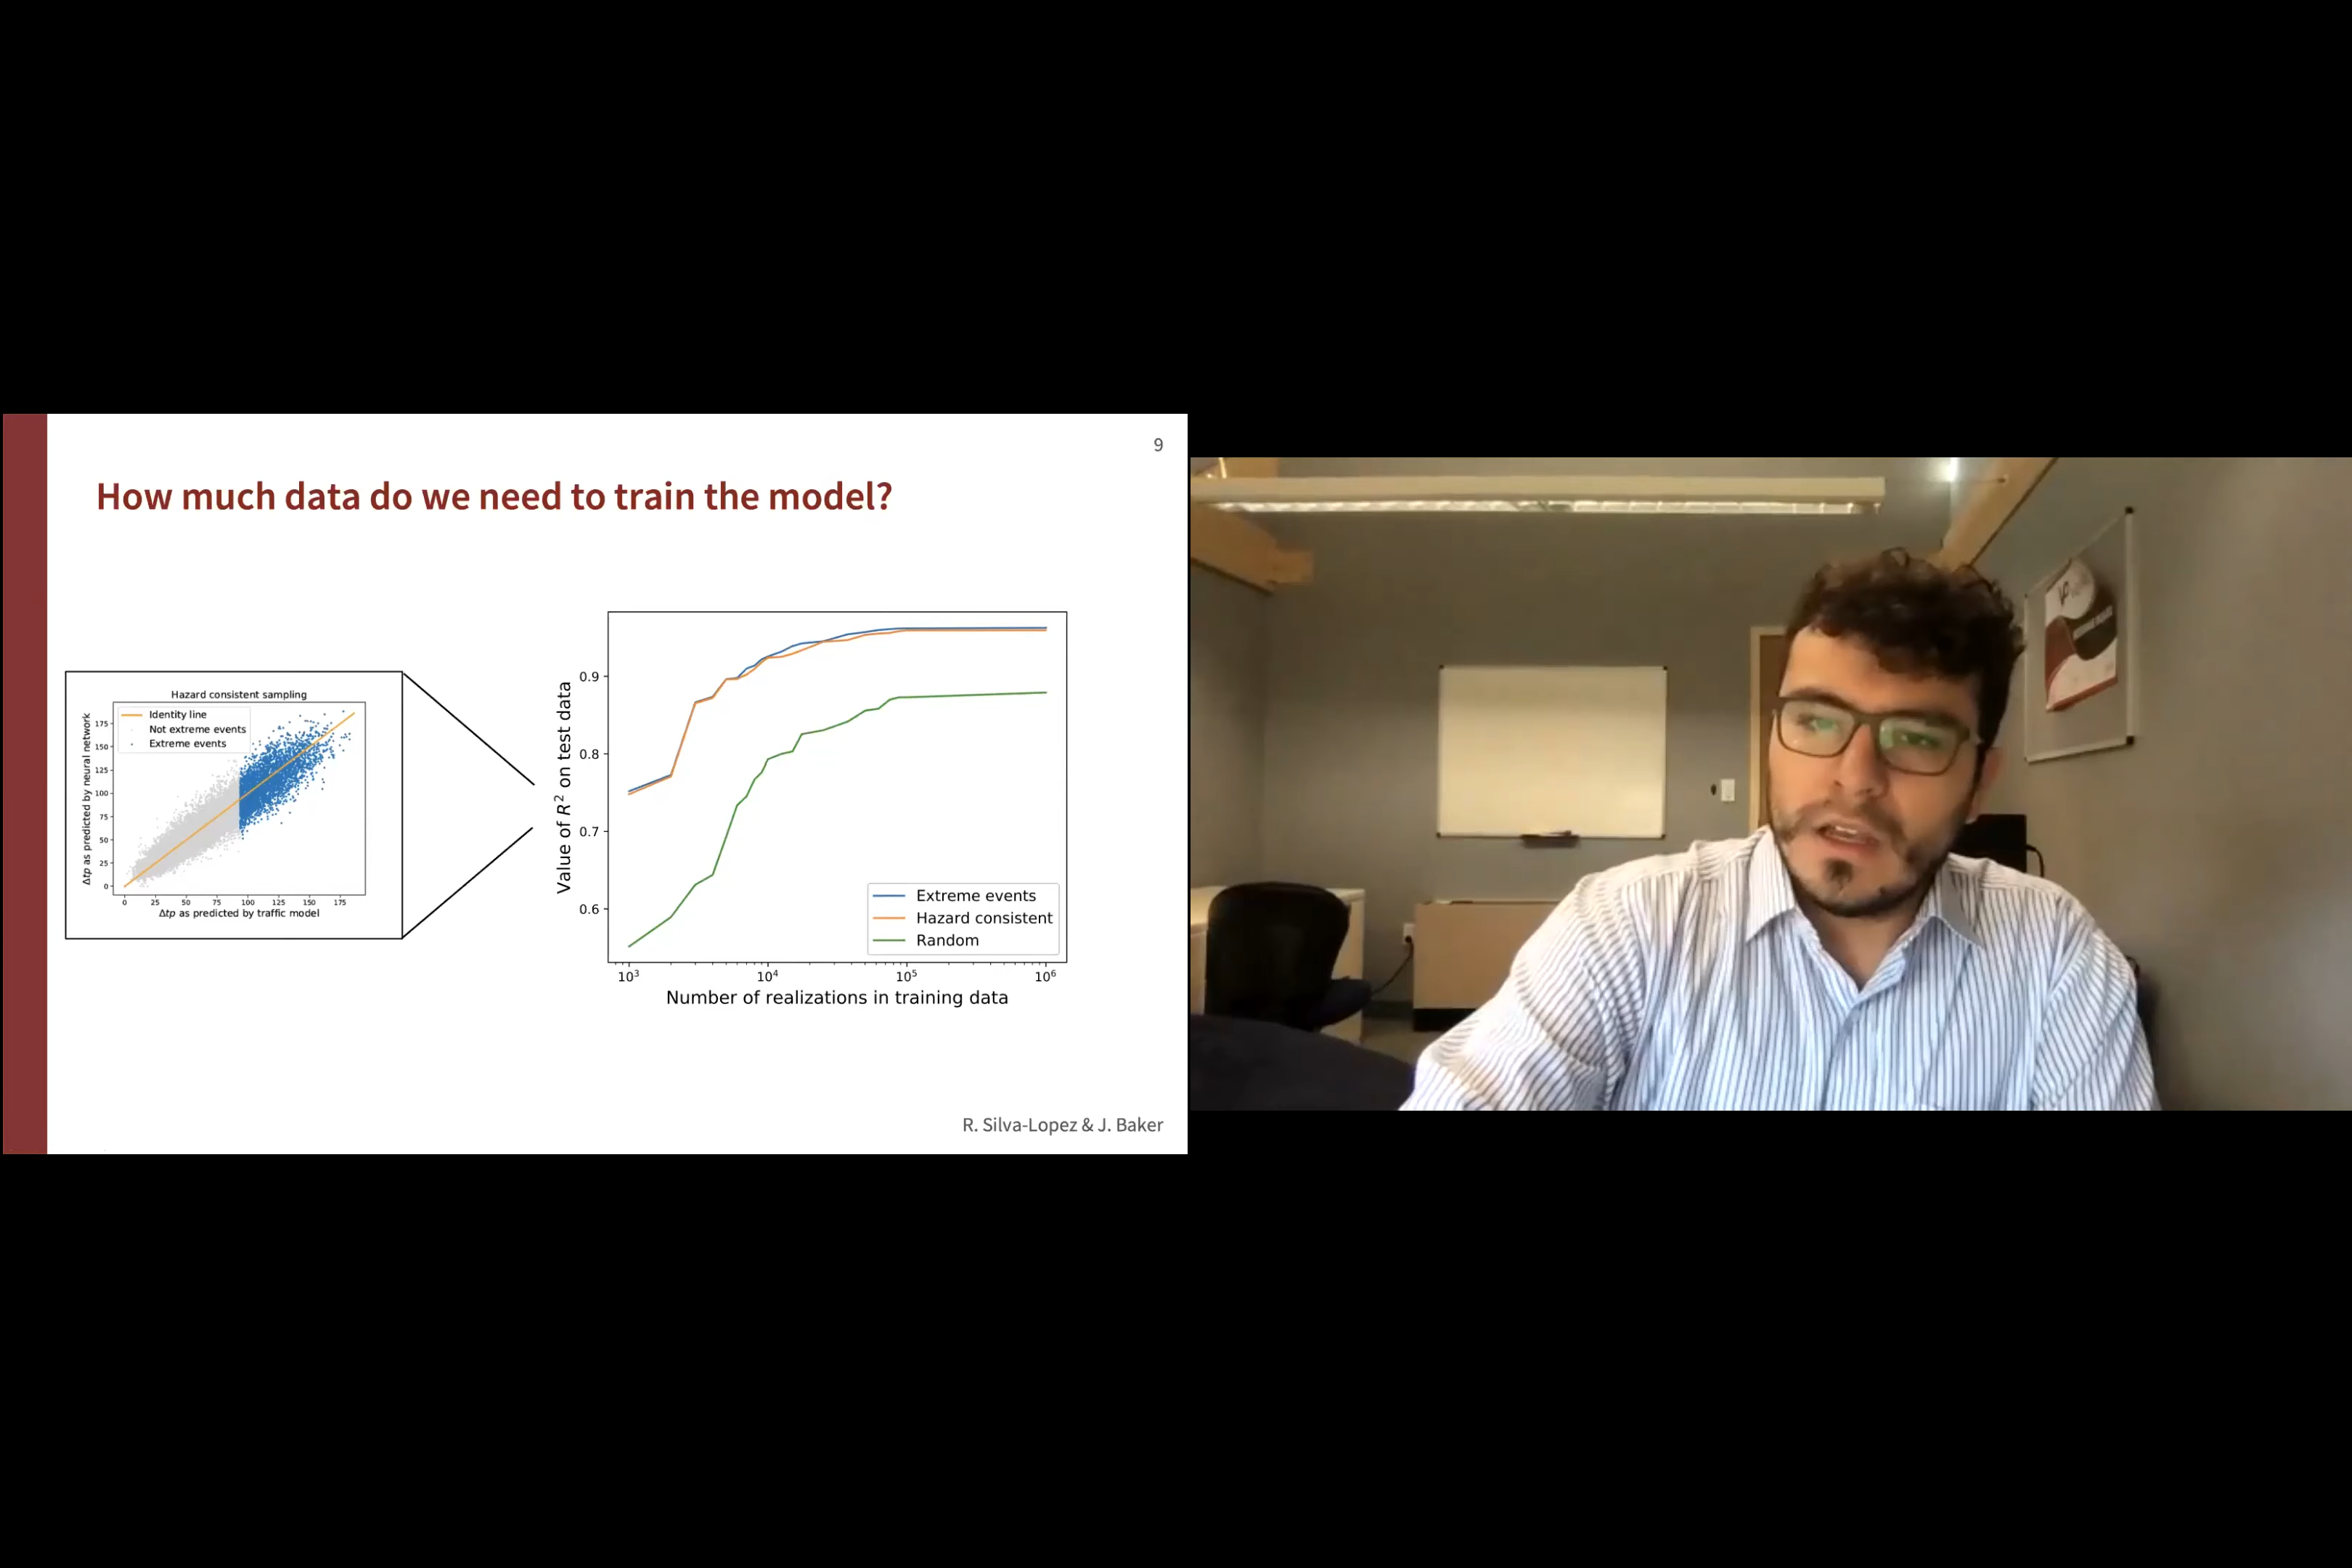 9
How much data do we need to train the model?
Hazard consistent sampling
Identity line
Not extreme events
Extreme events
Δtp as predicted by neural network
175
150
125
100
75
50
25
0
0 25 50 75 100 125 150 175
Δtp as predicted by traffic model
Value of R² on test data
0.9
0.8
0.7
0.6
Extreme events
Hazard consistent
Random
10³ 10⁴ 10⁵ 10⁶
Number of realizations in training data
R. Silva-Lopez & J. Baker